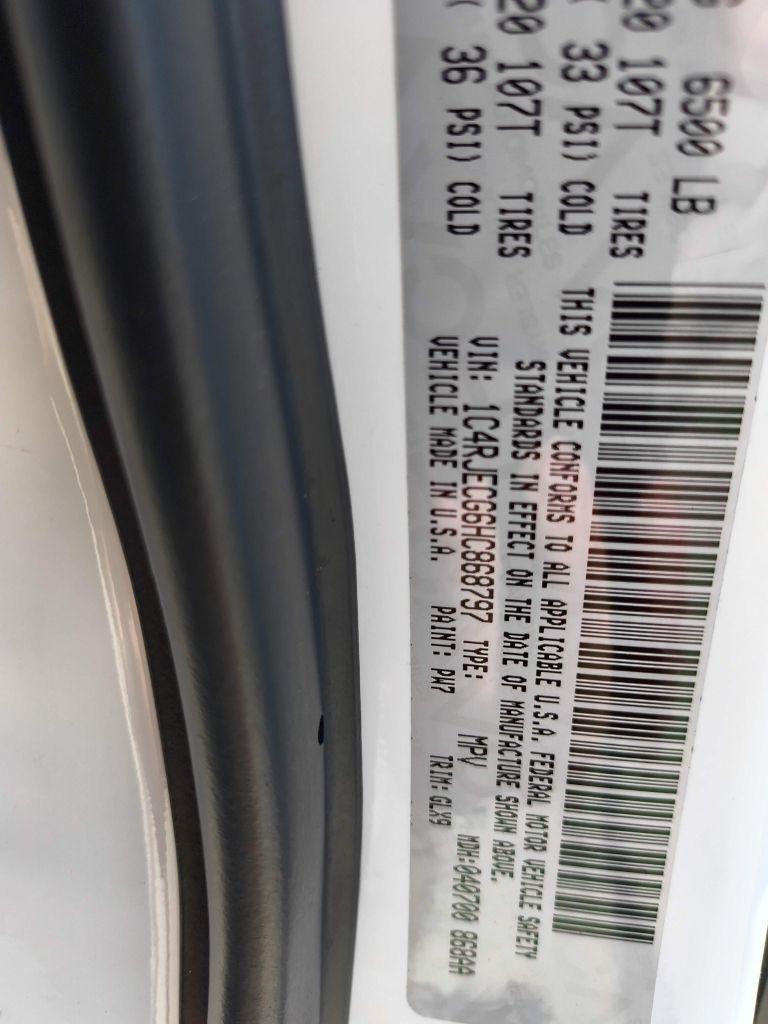 6500 LB
20 107T TIRES
33 PSI) COLD
20 107T TIRES
36 PSI) COLD
THIS VEHICLE CONFORMS TO ALL APPLICABLE U.S.A. FEDERAL MOTOR VEHICLE SAFETY
STANDARDS IN EFFECT ON THE DATE OF MANUFACTURE SHOWN ABOVE.
VIN: 1C4RJECG6HC868797 TYPE: MPV MDH:040700 868AA
VEHICLE MADE IN U.S.A. PAINT: PW7 TRIM:GLX9